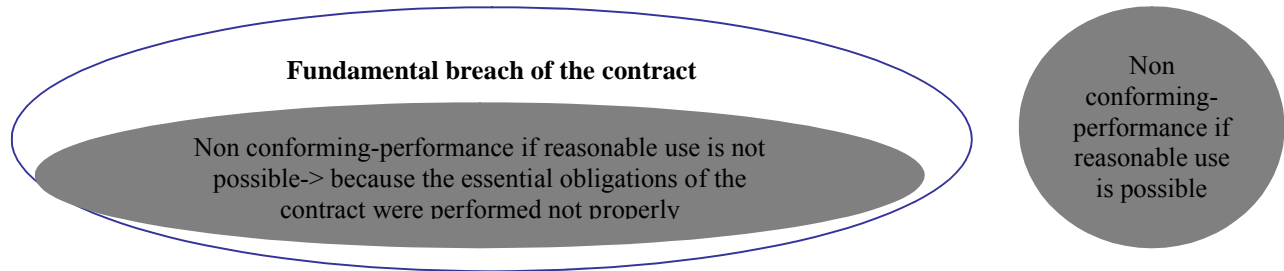 Fundamental breach of the contract
Non conforming-performance if reasonable use is not
possible-> because the essential obligations of the
contract were performed not properly
Non
conforming-
performance if
reasonable use
is possible